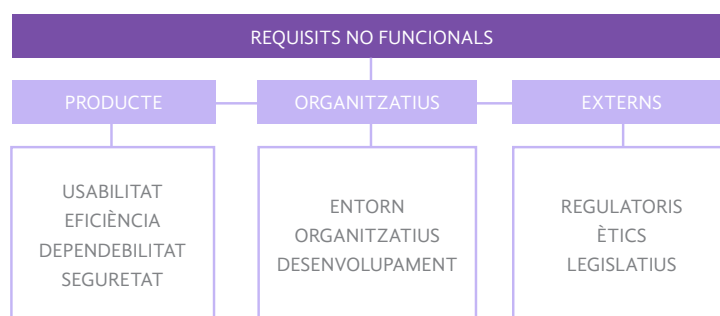 REQUISITS NO FUNCIONALS
PRODUCTE
ORGANITZATIUS
EXTERNS
USABILITAT
EFICIÈNCIA
DEPENDEBILITAT
SEGURETAT
ENTORN
ORGANITZATIUS
DESENVOLUPAMENT
REGULATORIS
ÈTICS
LEGISLATIUS